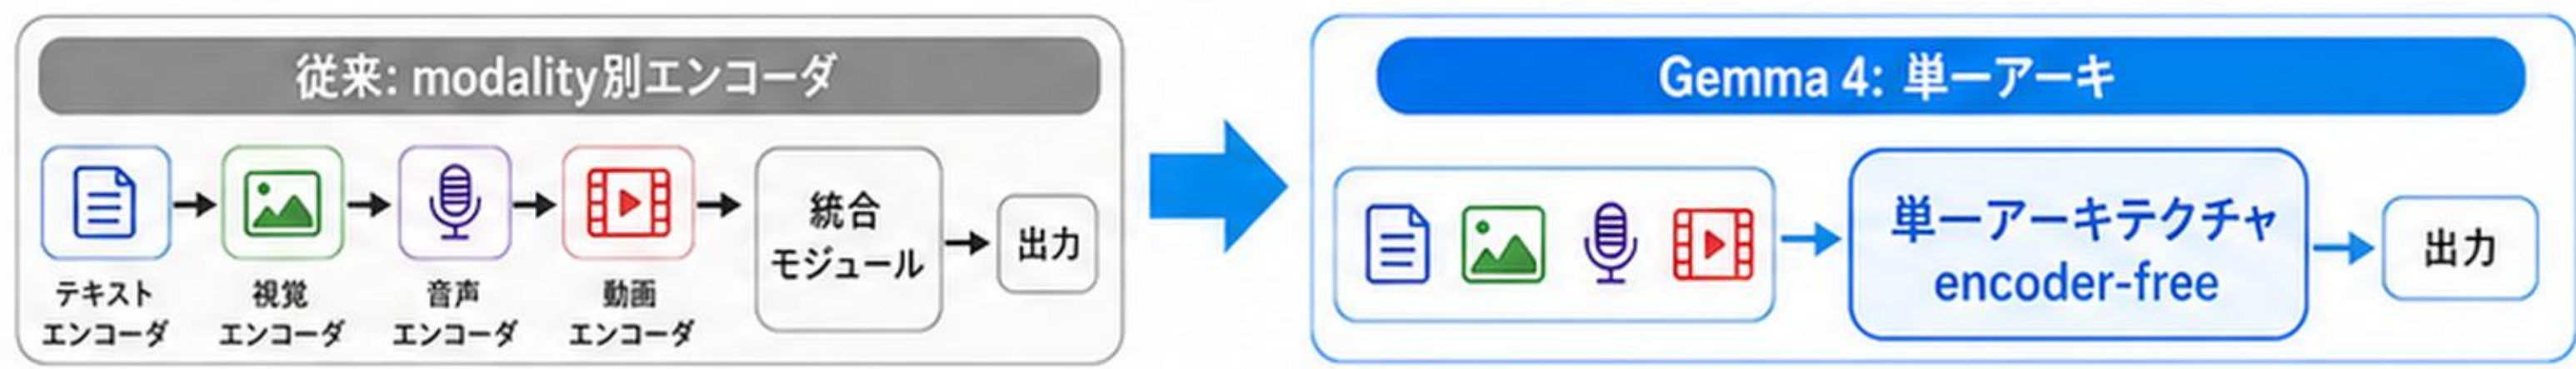 従来: modality別エンコーダ
テキスト
エンコーダ
視覚
エンコーダ
音声
エンコーダ
動画
エンコーダ
統合
モジュール
出力
Gemma 4: 単一アーキ
単一アーキテクチャ
encoder-free
出力